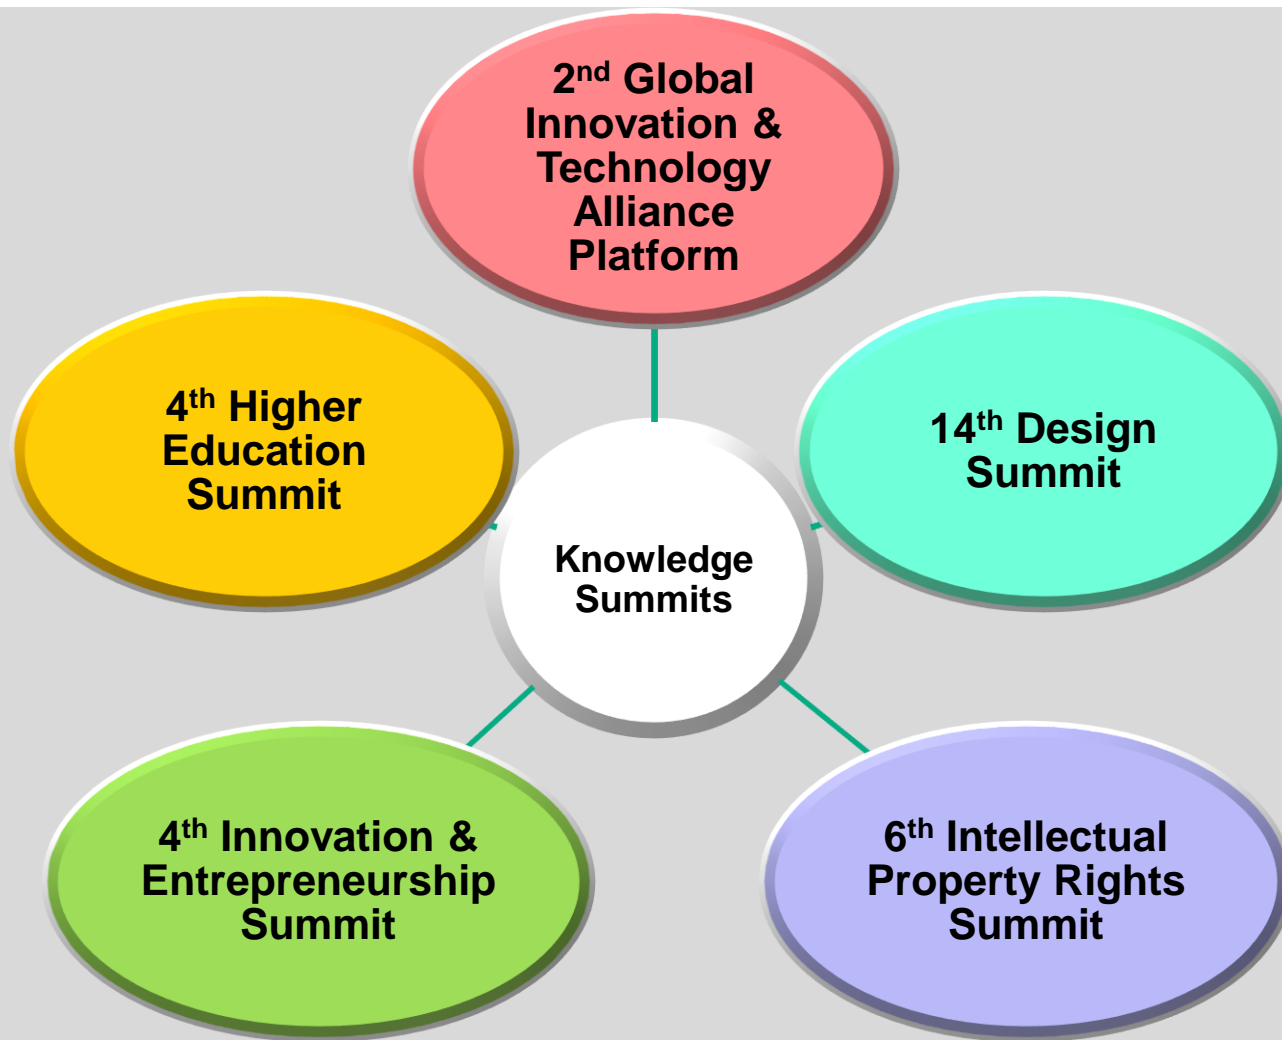 2nd Global
Innovation &
Technology
Alliance
Platform
4th Higher
Education
Summit
14th Design
Summit
Knowledge
Summits
4th Innovation &
Entrepreneurship
Summit
6th Intellectual
Property Rights
Summit